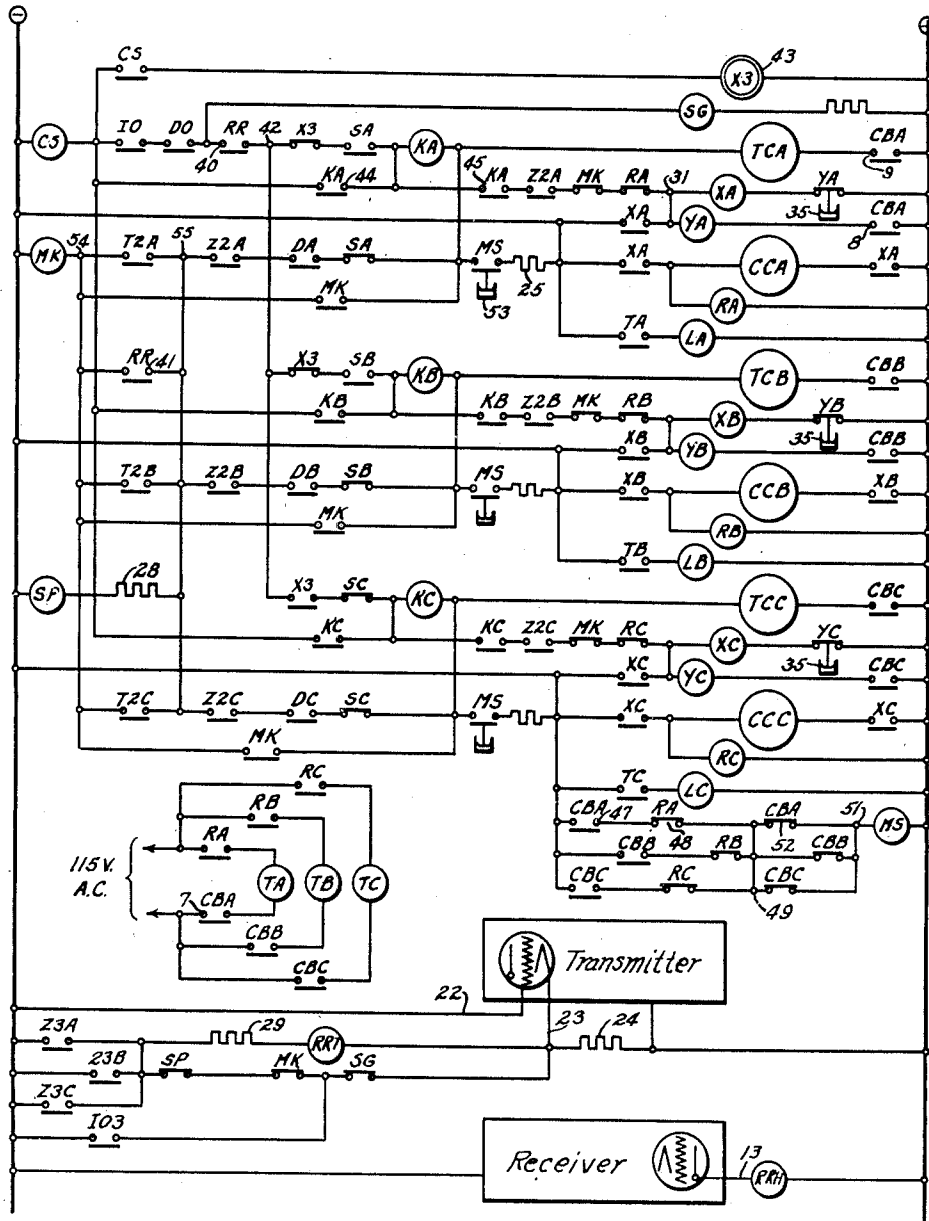 CS
X3 43
SG
CS IO DO RR 42 X3 SA KA TCA CBA
40 9
KA 44 45 KA Z2A MK RA 31 XA YA
35
XA YA CBA
8
MK 54 T2A 55 Z2A DA SA MS XA CCA XA
25
MK 53 RA
TA LA
RR 41 X3 SB KB TCB CBB
KB KB Z2B MK RB XB YB
35
XB YB CBB
T2B Z2B DB SB MS XB CCB XB
MK RB
TB LB
SF 28 X3 SC KC TCC CBC
KC KC Z2C MK RC XC YC
35
XC YC CBC
T2C Z2C DC SC MS XC CCC XC
MK RC
TC LC
RC
RB CBA 47 RA 48 CBA 52 51 MS
RA CBB RB CBB
115V. A.C. TA TB TC
7 CBA CBC RC CBC
49
CBB
CBC
Transmitter
22 23 24
Z3A 29 RRT
23B SP MK SG
Z3C
IO3
Receiver 13 RRH